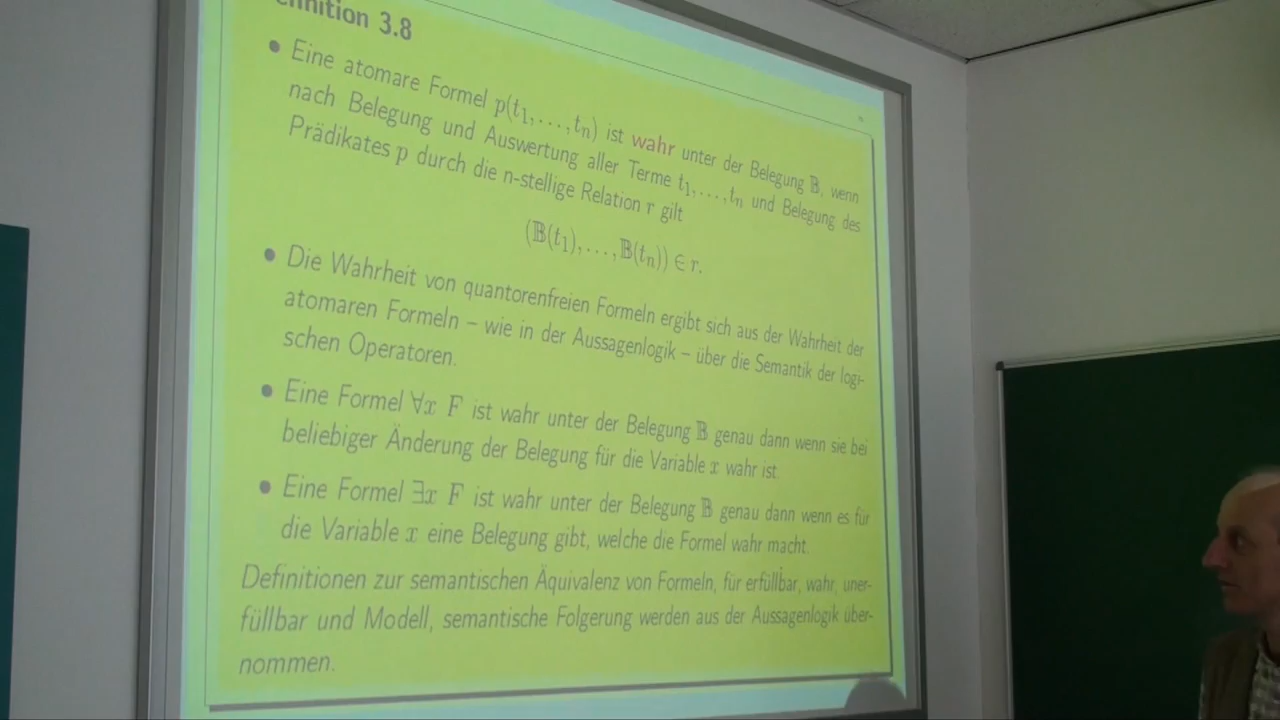 efinition 3.8
• Eine atomare Formel p(t₁,…,tₙ) ist wahr unter der Belegung 𝔹, wenn
nach Belegung und Auswertung aller Terme t₁,…,tₙ und Belegung des
Prädikates p durch die n-stellige Relation r gilt
(𝔹(t₁),…,𝔹(tₙ)) ∈ r.
• Die Wahrheit von quantorenfreien Formeln ergibt sich aus der Wahrheit der
atomaren Formeln – wie in der Aussagenlogik – über die Semantik der logi-
schen Operatoren.
• Eine Formel ∀x F ist wahr unter der Belegung 𝔹 genau dann wenn sie bei
beliebiger Änderung der Belegung für die Variable x wahr ist.
• Eine Formel ∃x F ist wahr unter der Belegung 𝔹 genau dann wenn es für
die Variable x eine Belegung gibt, welche die Formel wahr macht.
Definitionen zur semantischen Äquivalenz von Formeln, für erfüllbar, wahr, uner-
füllbar und Modell, semantische Folgerung werden aus der Aussagenlogik über-
nommen.